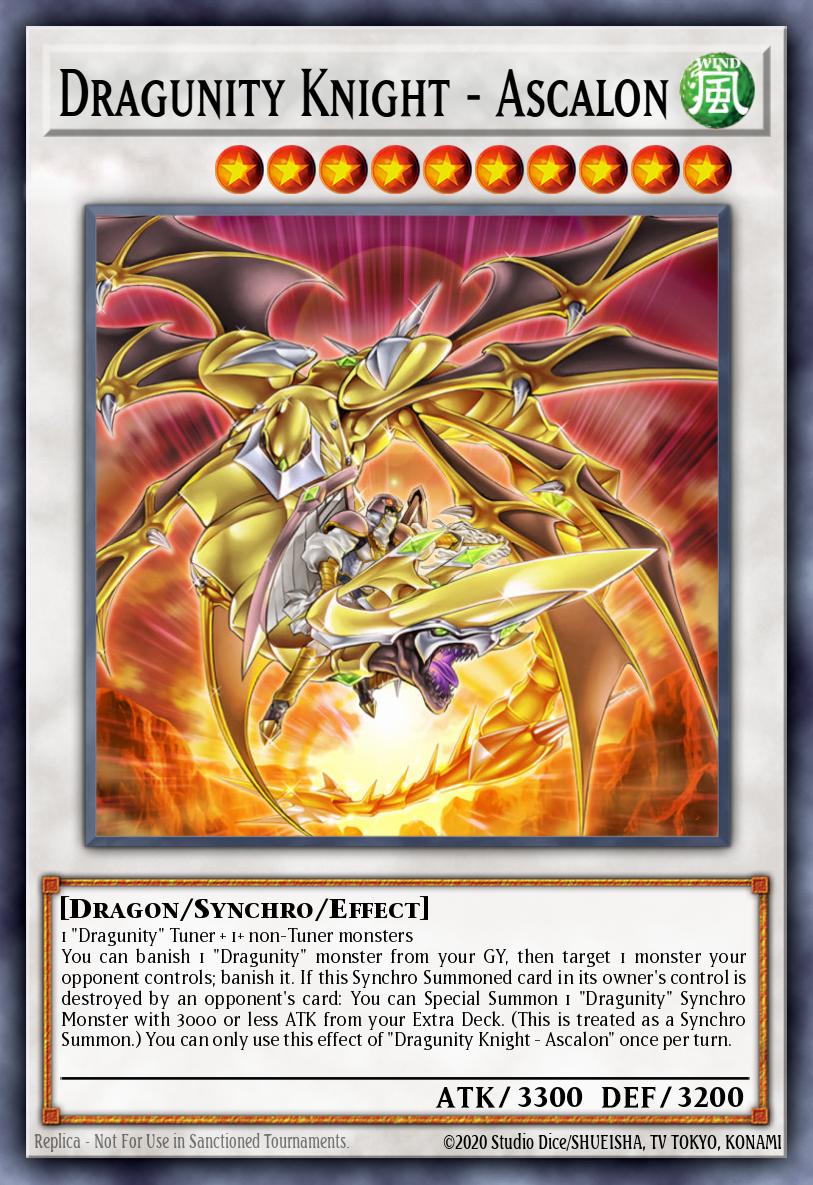 Dragunity Knight - Ascalon
WIND
風
[Dragon/Synchro/Effect]
1 "Dragunity" Tuner + 1+ non-Tuner monsters
You can banish 1 "Dragunity" monster from your GY, then target 1 monster your
opponent controls; banish it. If this Synchro Summoned card in its owner's control is
destroyed by an opponent's card: You can Special Summon 1 "Dragunity" Synchro
Monster with 3000 or less ATK from your Extra Deck. (This is treated as a Synchro
Summon.) You can only use this effect of "Dragunity Knight - Ascalon" once per turn.
ATK/3300 DEF/3200
Replica - Not For Use in Sanctioned Tournaments.
©2020 Studio Dice/SHUEISHA, TV TOKYO, KONAMI